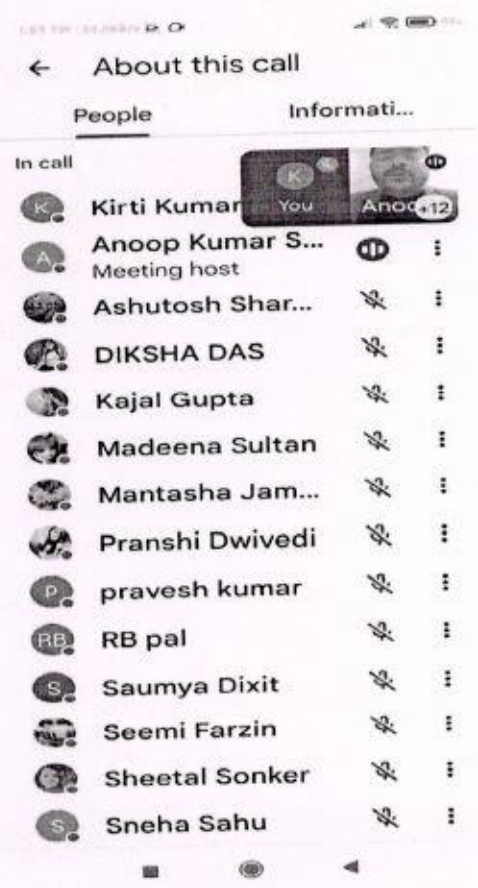 About this call
People
Informati...
In call
K
Kirti Kumar
K
You
Anoo
+12
A
Anoop Kumar S...
Meeting host
Ashutosh Shar...
DIKSHA DAS
Kajal Gupta
Madeena Sultan
Mantasha Jam...
Pranshi Dwivedi
P
pravesh kumar
RB
RB pal
S
Saumya Dixit
Seemi Farzin
Sheetal Sonker
S
Sneha Sahu